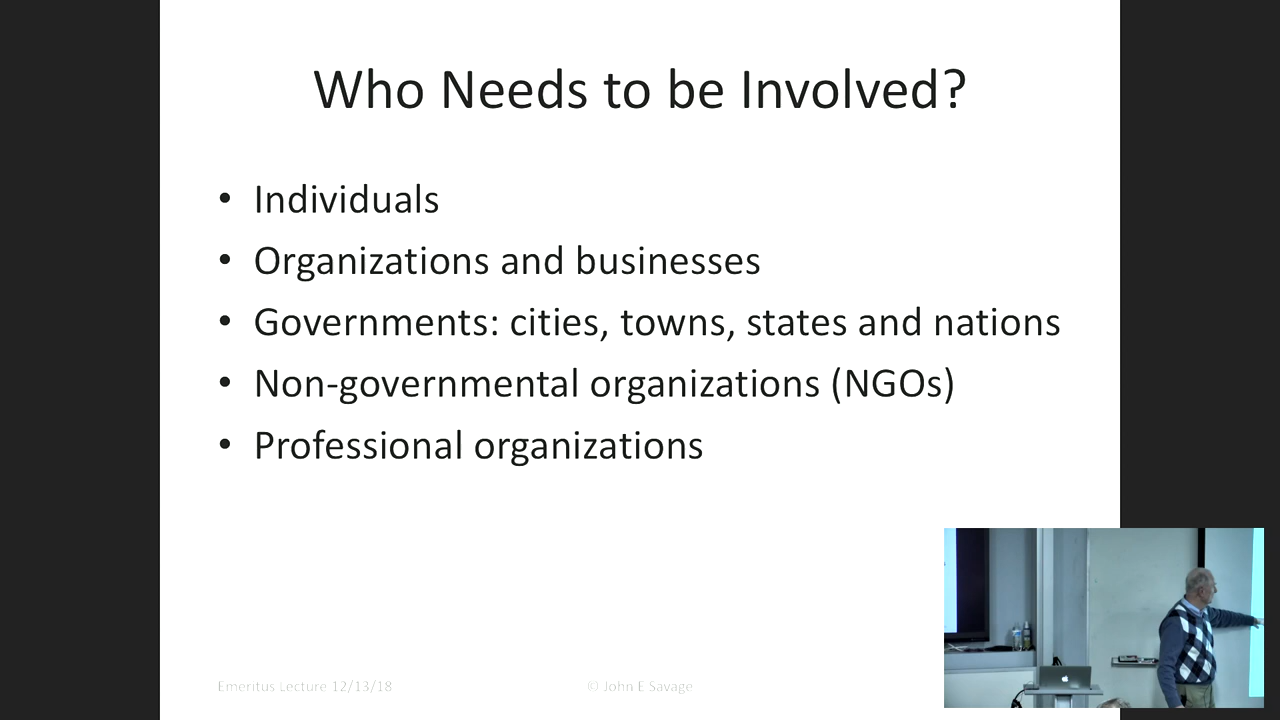 Who Needs to be Involved?
• Individuals
• Organizations and businesses
• Governments: cities, towns, states and nations
• Non-governmental organizations (NGOs)
• Professional organizations
Emeritus Lecture 12/13/18
© John E Savage